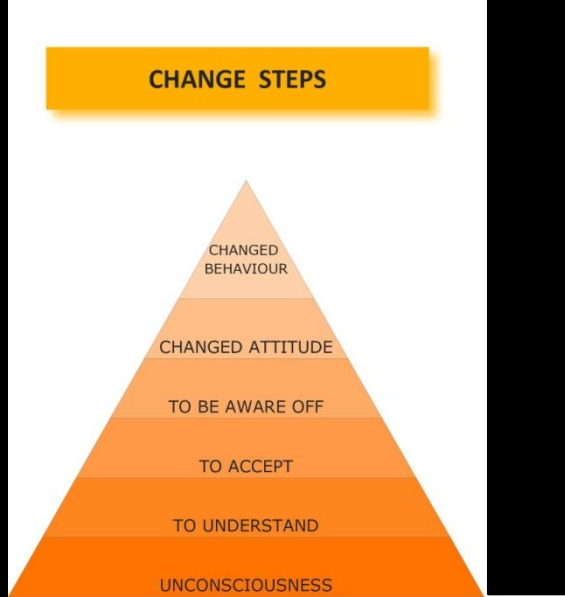 CHANGE STEPS
CHANGED
BEHAVIOUR
CHANGED ATTITUDE
TO BE AWARE OFF
TO ACCEPT
TO UNDERSTAND
UNCONSCIOUSNESS